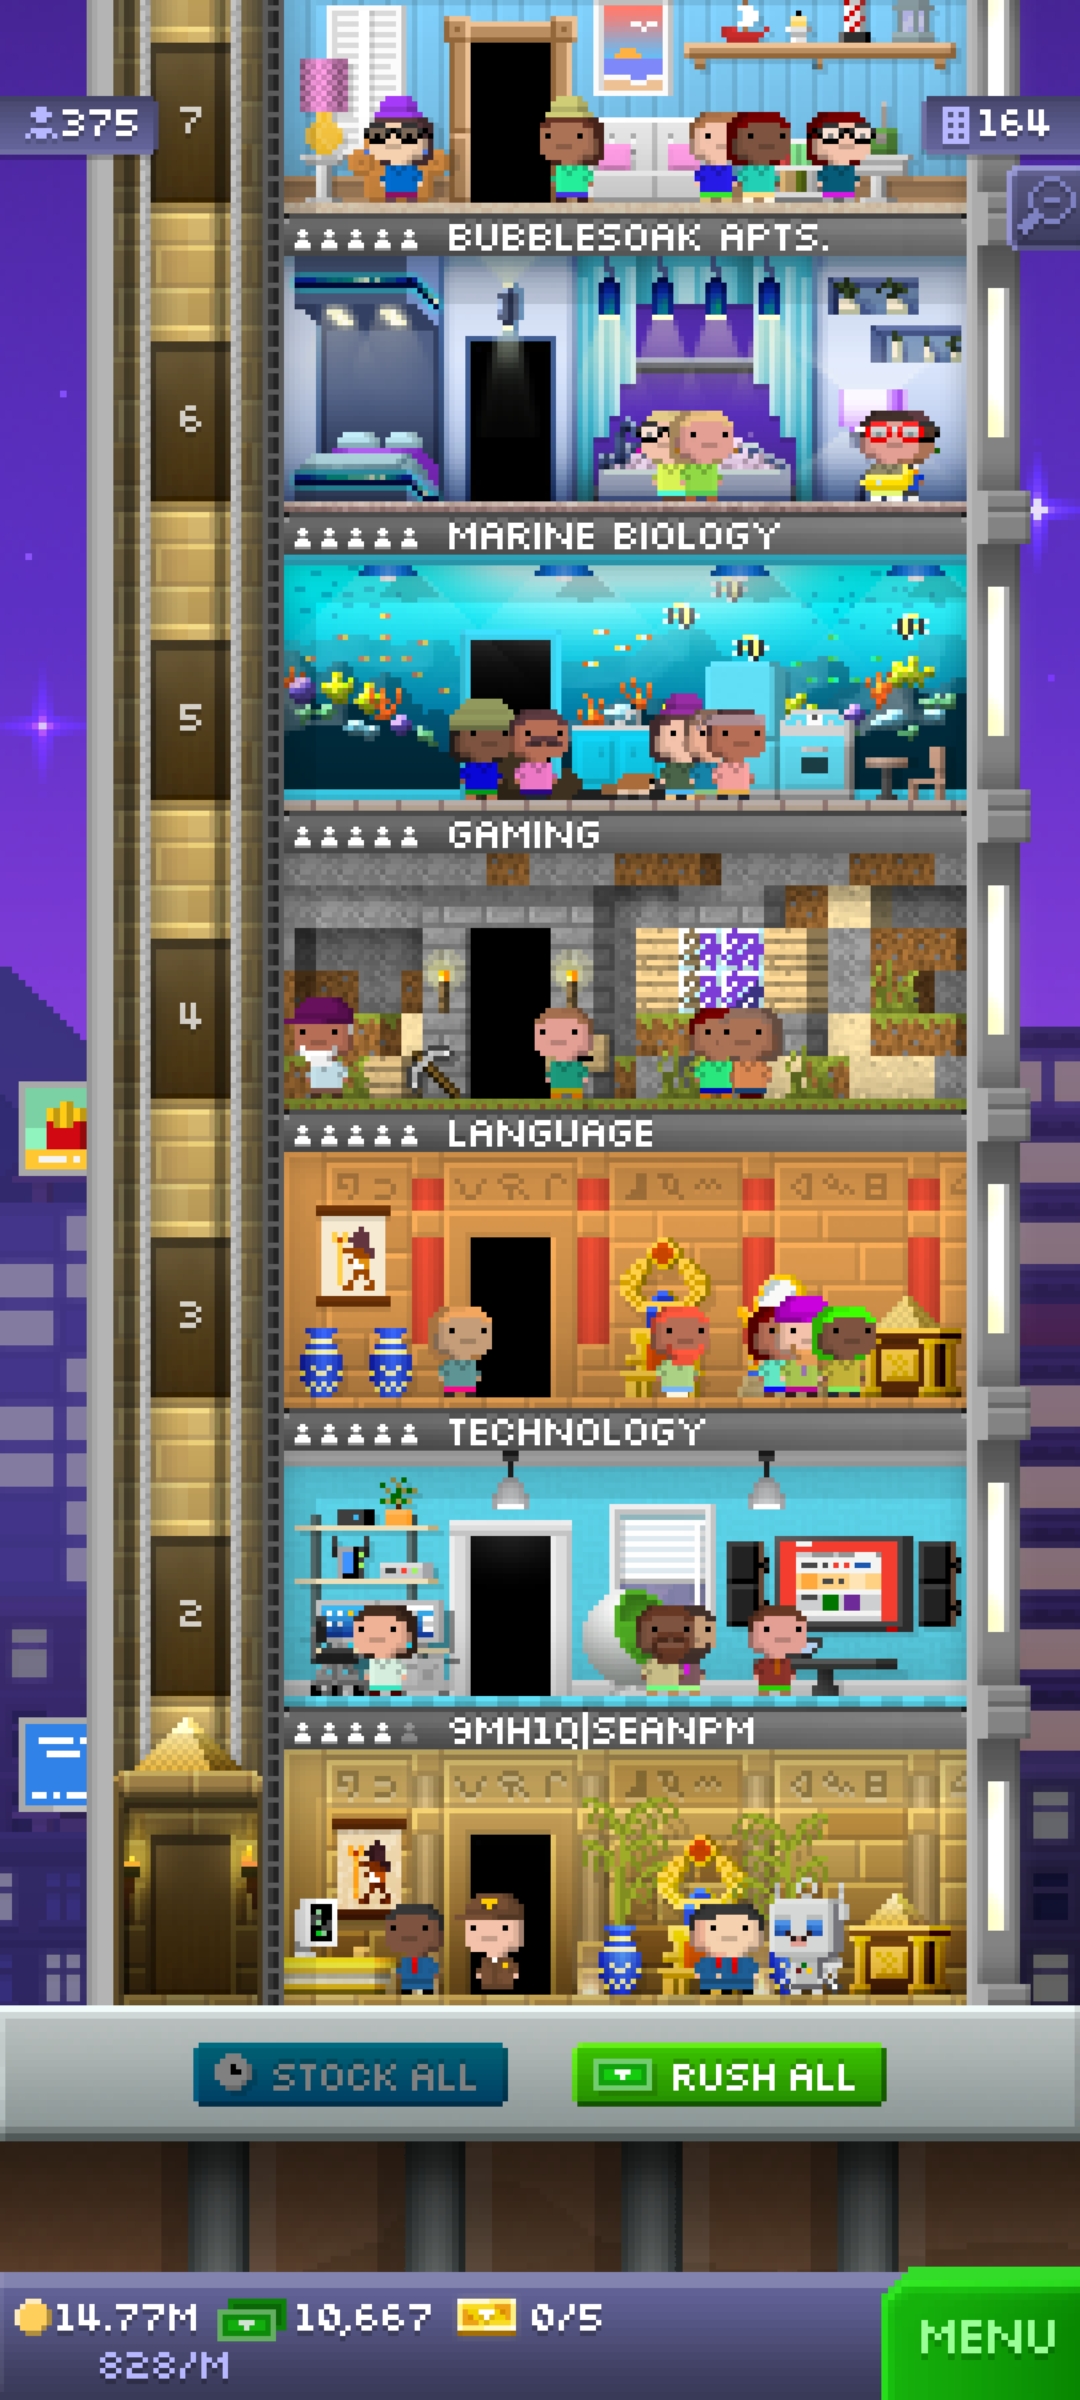 375
7
164
BUBBLESOAK APTS.
6
MARINE BIOLOGY
5
GAMING
4
LANGUAGE
3
TECHNOLOGY
2
9MH1Q|SEANPM
STOCK ALL
RUSH ALL
14.77M
10,667
0/5
828/M
MENU